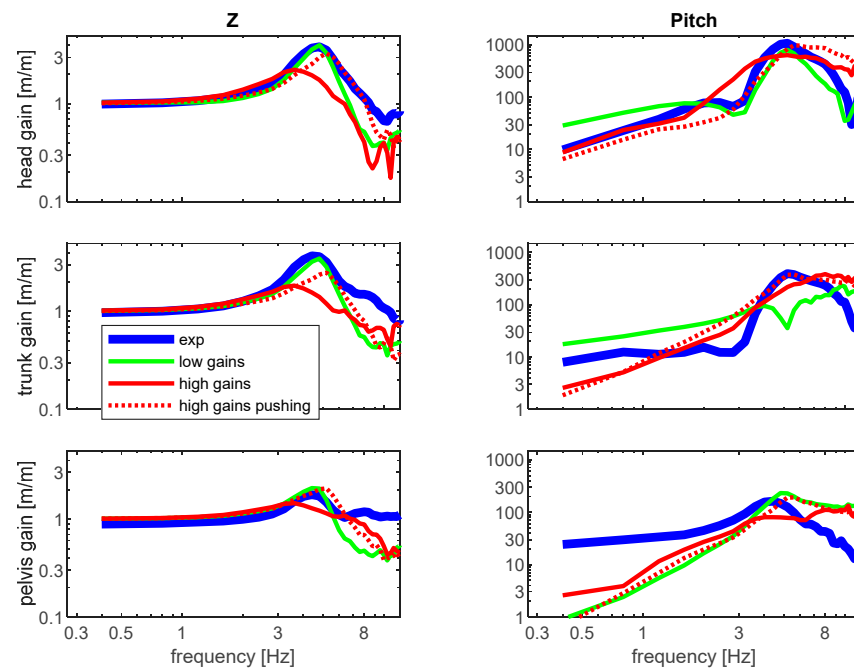 Z
Pitch
head gain [m/m]
3
1
0.3
0.1
1000
300
100
30
10
3
1
trunk gain [m/m]
3
1
0.3
0.1
exp
low gains
high gains
high gains pushing
1000
300
100
30
10
3
1
pelvis gain [m/m]
3
1
0.3
0.1
1000
300
100
30
10
3
1
0.3 0.5 1 3 8
0.3 0.5 1 3 8
frequency [Hz]
frequency [Hz]